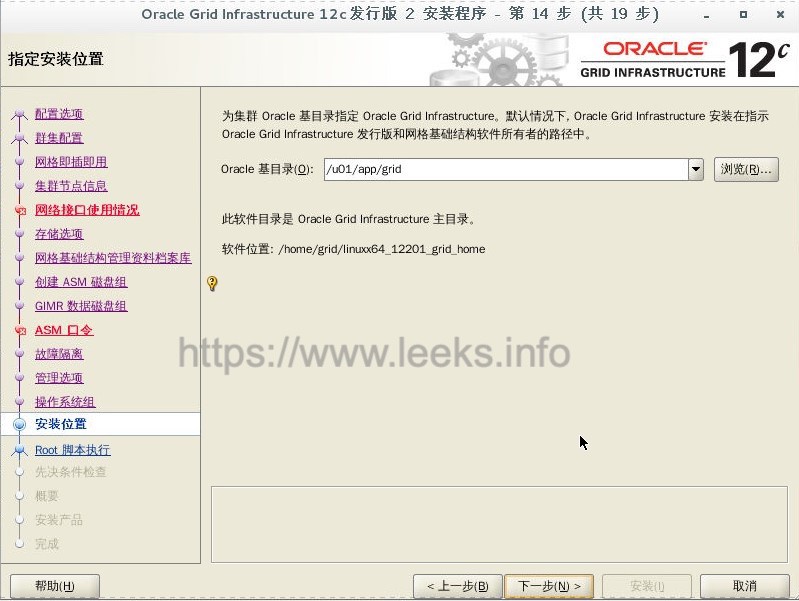 Oracle Grid Infrastructure 12c 发行版 2 安装程序 - 第 14 步 (共 19 步)
指定安装位置
ORACLE
GRID INFRASTRUCTURE
12c
配置选项
群集配置
网格即插即用
集群节点信息
网络接口使用情况
存储选项
网格基础结构管理资料档案库
创建 ASM 磁盘组
GIMR 数据磁盘组
ASM 口令
故障隔离
管理选项
操作系统组
安装位置
Root 脚本执行
先决条件检查
概要
安装产品
完成
为集群 Oracle 基目录指定 Oracle Grid Infrastructure。默认情况下, Oracle Grid Infrastructure 安装在指示
Oracle Grid Infrastructure 发行版和网格基础结构软件所有者的路径中。
Oracle 基目录(O): /u01/app/grid 浏览(R)...
此软件目录是 Oracle Grid Infrastructure 主目录。
软件位置: /home/grid/linuxx64_12201_grid_home
https://www.leeks.info
帮助(H) < 上一步(B) 下一步(N) > 安装(I) 取消